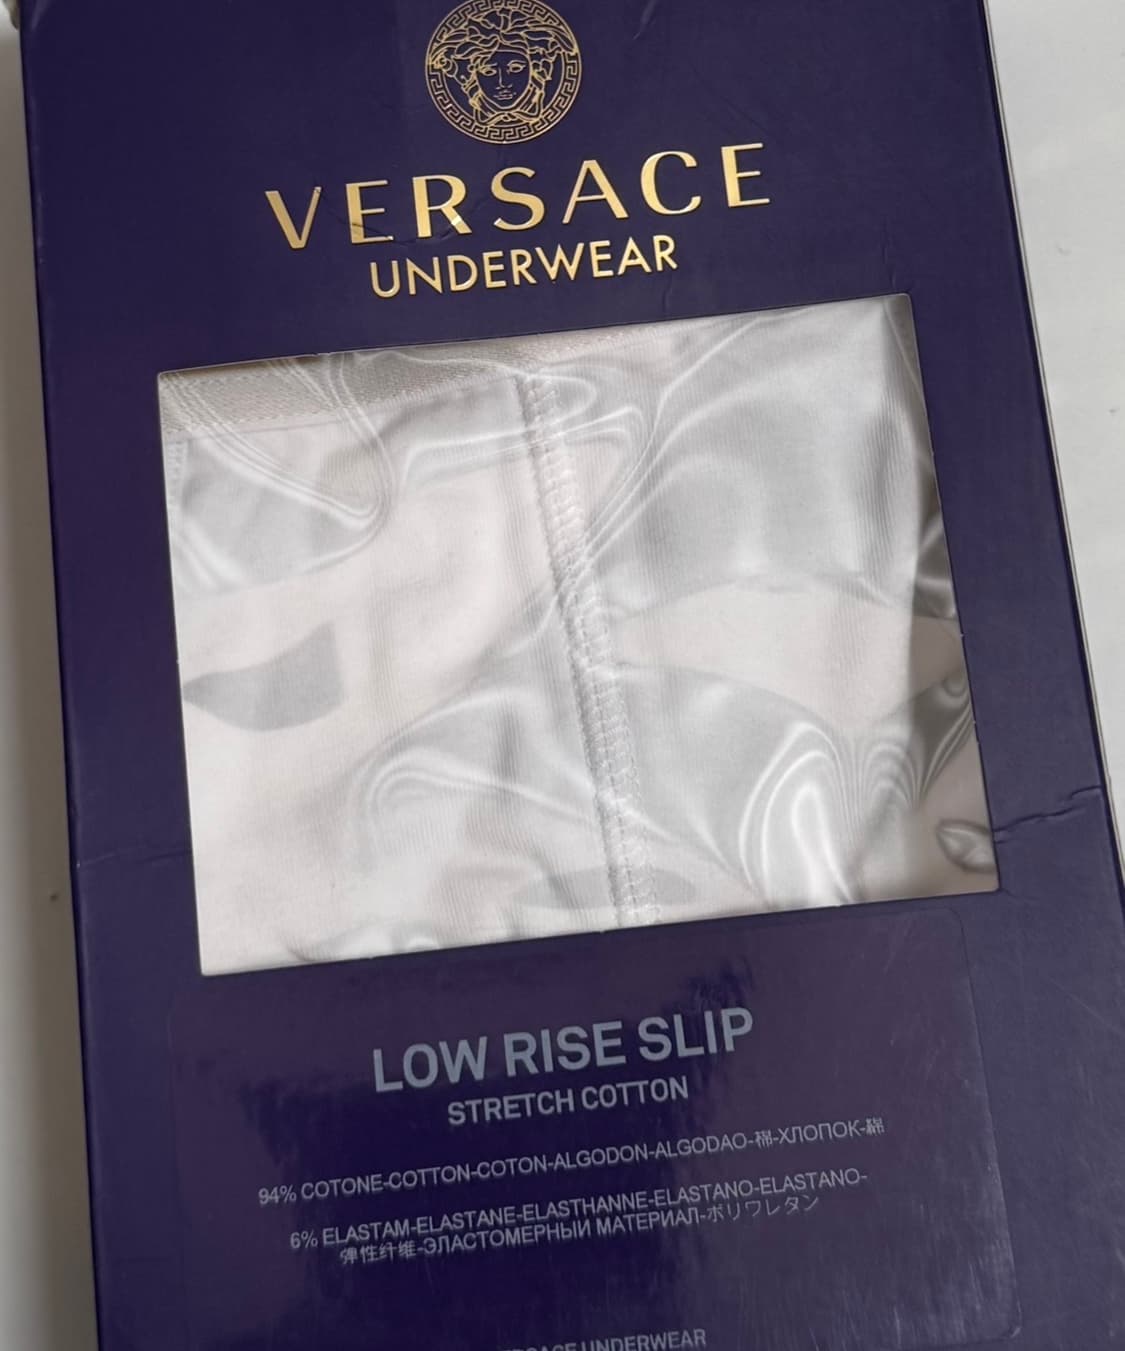 VERSACE
UNDERWEAR
LOW RISE SLIP
STRETCH COTTON
94% COTONE-COTTON-COTON-ALGODON-ALGODAO-棉-ХЛОПОК-綿
6% ELASTAM-ELASTANE-ELASTHANNE-ELASTANO-ELASTANO-
弹性纤维-ЭЛАСТОМЕРНЫЙ МАТЕРИАЛ-ポリウレタン
UNDERWEAR